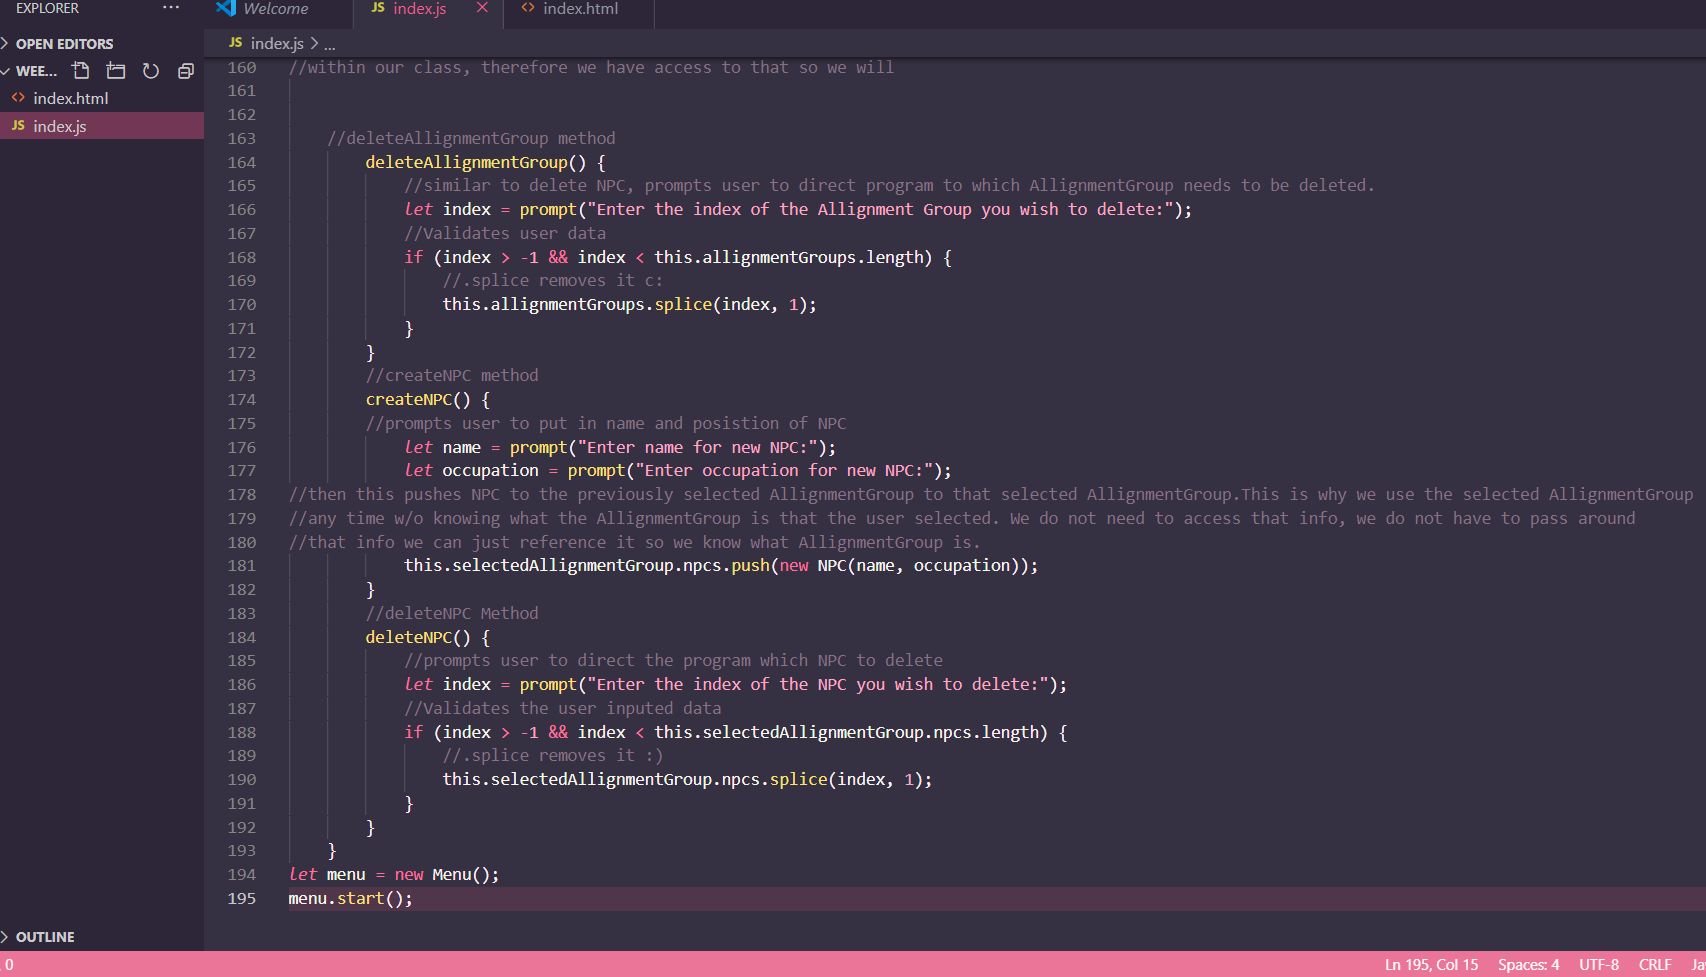 EXPLORER ...
Welcome
JS index.js
<> index.html
OPEN EDITORS
JS index.js > ...
WEE...
<> index.html
JS index.js
160 //within our class, therefore we have access to that so we will
161
162
163 //deleteAllignmentGroup method
164 deleteAllignmentGroup() {
165 //similar to delete NPC, prompts user to direct program to which AllignmentGroup needs to be deleted.
166 let index = prompt("Enter the index of the Allignment Group you wish to delete:");
167 //Validates user data
168 if (index > -1 && index < this.allignmentGroups.length) {
169 //.splice removes it c:
170 this.allignmentGroups.splice(index, 1);
171 }
172 }
173 //createNPC method
174 createNPC() {
175 //prompts user to put in name and posistion of NPC
176 let name = prompt("Enter name for new NPC:");
177 let occupation = prompt("Enter occupation for new NPC:");
178 //then this pushes NPC to the previously selected AllignmentGroup to that selected AllignmentGroup.This is why we use the selected AllignmentGroup
179 //any time w/o knowing what the AllignmentGroup is that the user selected. We do not need to access that info, we do not have to pass around
180 //that info we can just reference it so we know what AllignmentGroup is.
181 this.selectedAllignmentGroup.npcs.push(new NPC(name, occupation));
182 }
183 //deleteNPC Method
184 deleteNPC() {
185 //prompts user to direct the program which NPC to delete
186 let index = prompt("Enter the index of the NPC you wish to delete:");
187 //Validates the user inputed data
188 if (index > -1 && index < this.selectedAllignmentGroup.npcs.length) {
189 //.splice removes it :)
190 this.selectedAllignmentGroup.npcs.splice(index, 1);
191 }
192 }
193 }
194 let menu = new Menu();
195 menu.start();
OUTLINE
0
Ln 195, Col 15 Spaces: 4 UTF-8 CRLF Ja